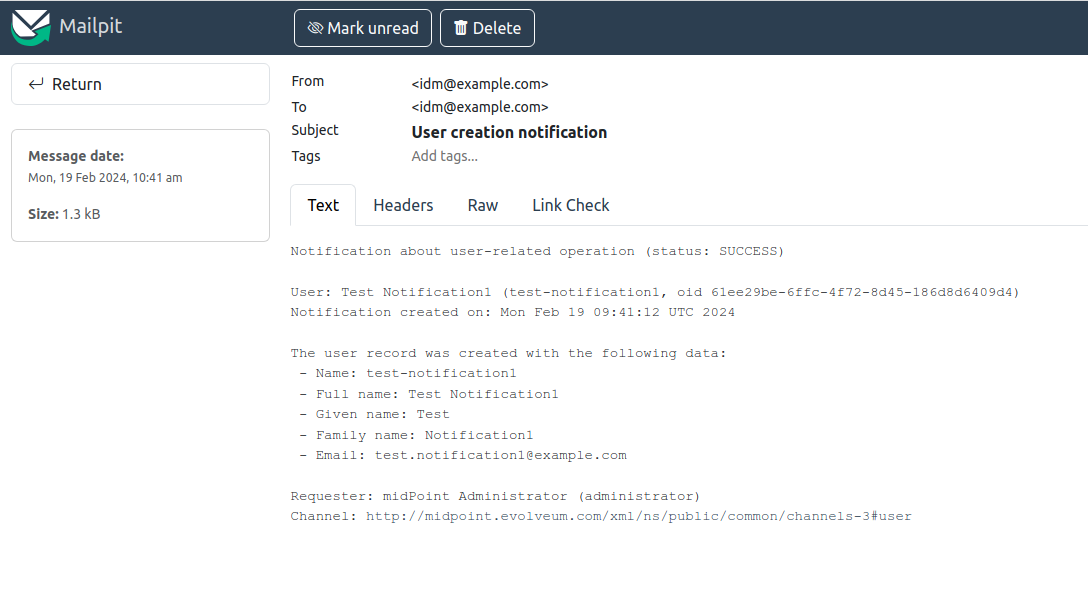 Mailpit
Mark unread
Delete
Return
Message date:
Mon, 19 Feb 2024, 10:41 am
Size: 1.3 kB
From <idm@example.com>
To <idm@example.com>
Subject User creation notification
Tags Add tags...
Text Headers Raw Link Check
Notification about user-related operation (status: SUCCESS)
User: Test Notification1 (test-notification1, oid 61ee29be-6ffc-4f72-8d45-186d8d6409d4)
Notification created on: Mon Feb 19 09:41:12 UTC 2024
The user record was created with the following data:
- Name: test-notification1
- Full name: Test Notification1
- Given name: Test
- Family name: Notification1
- Email: test.notification1@example.com
Requester: midPoint Administrator (administrator)
Channel: http://midpoint.evolveum.com/xml/ns/public/common/channels-3#user